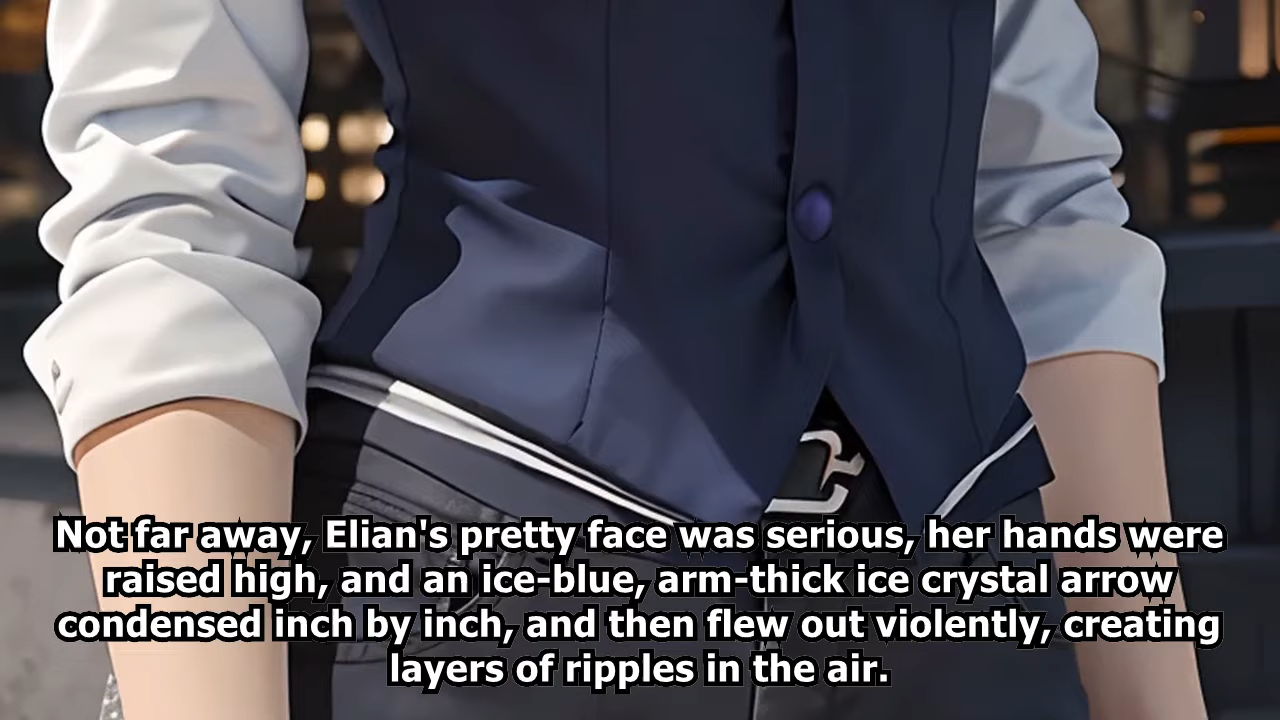 Not far away, Elian's pretty face was serious, her hands were
raised high, and an ice-blue, arm-thick ice crystal arrow
condensed inch by inch, and then flew out violently, creating
layers of ripples in the air.